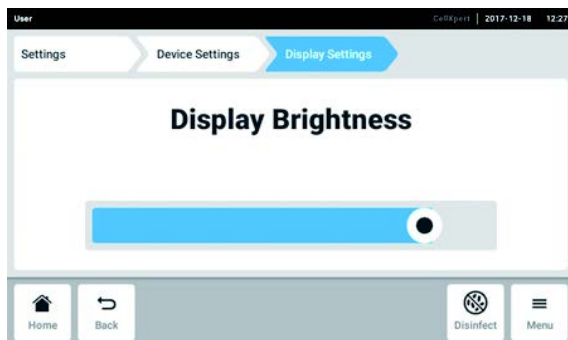 User CellXpert | 2017-12-18 12:27
Settings Device Settings Display Settings
Display Brightness
Home Back Disinfect Menu